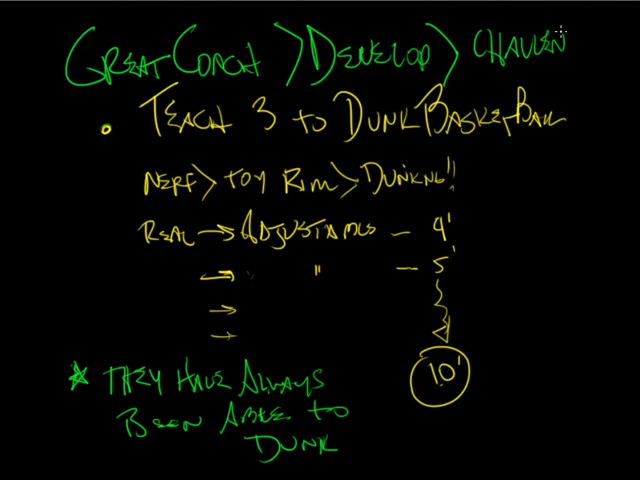 GREAT COACH > DEVELOP > CHALLEN
• TEACH 3 TO DUNK BASKETBALL
NERF > TOY RIM > DUNKING!!
REAL → ADJUSTABLE – 4'
→ " – 5'
→
→
10'
* THEY HAVE ALWAYS
BEEN ABLE TO
DUNK